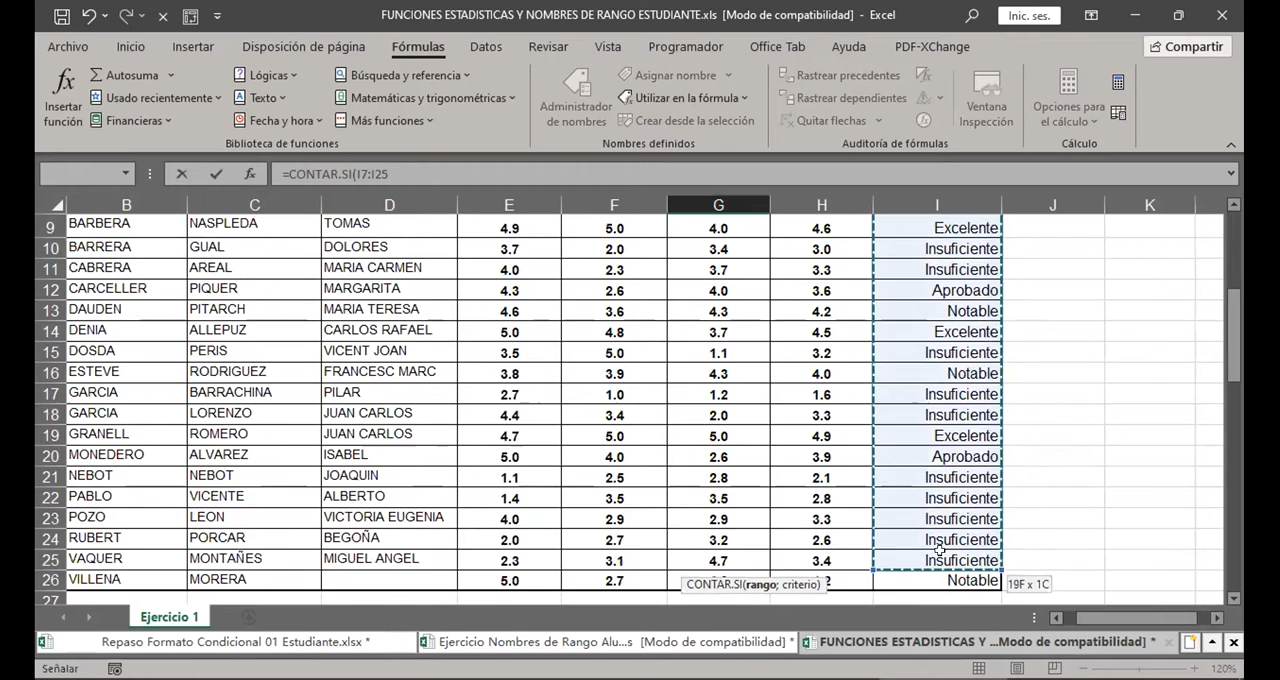 FUNCIONES ESTADISTICAS Y NOMBRES DE RANGO ESTUDIANTE.xls [Modo de compatibilidad] - Excel Inic. ses.
Archivo Inicio Insertar Disposición de página Fórmulas Datos Revisar Vista Programador Office Tab Ayuda PDF-XChange Compartir
fx Insertar función
Autosuma Lógicas Búsqueda y referencia Asignar nombre Rastrear precedentes
Usado recientemente Texto Matemáticas y trigonométricas Administrador de nombres Utilizar en la fórmula Rastrear dependientes Ventana Inspección Opciones para el cálculo
Financieras Fecha y hora Más funciones Crear desde la selección Quitar flechas
Biblioteca de funciones Nombres definidos Auditoría de fórmulas Cálculo
fx =CONTAR.SI(I7:I25
B C D E F G H I J K
9 BARBERA NASPLEDA TOMAS 4.9 5.0 4.0 4.6 Excelente
10 BARRERA GUAL DOLORES 3.7 2.0 3.4 3.0 Insuficiente
11 CABRERA AREAL MARIA CARMEN 4.0 2.3 3.7 3.3 Insuficiente
12 CARCELLER PIQUER MARGARITA 4.3 2.6 4.0 3.6 Aprobado
13 DAUDEN PITARCH MARIA TERESA 4.6 3.6 4.3 4.2 Notable
14 DENIA ALLEPUZ CARLOS RAFAEL 5.0 4.8 3.7 4.5 Excelente
15 DOSDA PERIS VICENT JOAN 3.5 5.0 1.1 3.2 Insuficiente
16 ESTEVE RODRIGUEZ FRANCESC MARC 3.8 3.9 4.3 4.0 Notable
17 GARCIA BARRACHINA PILAR 2.7 1.0 1.2 1.6 Insuficiente
18 GARCIA LORENZO JUAN CARLOS 4.4 3.4 2.0 3.3 Insuficiente
19 GRANELL ROMERO JUAN CARLOS 4.7 5.0 5.0 4.9 Excelente
20 MONEDERO ALVAREZ ISABEL 5.0 4.0 2.6 3.9 Aprobado
21 NEBOT NEBOT JOAQUIN 1.1 2.5 2.8 2.1 Insuficiente
22 PABLO VICENTE ALBERTO 1.4 3.5 3.5 2.8 Insuficiente
23 POZO LEON VICTORIA EUGENIA 4.0 2.9 2.9 3.3 Insuficiente
24 RUBERT PORCAR BEGOÑA 2.0 2.7 3.2 2.6 Insuficiente
25 VAQUER MONTAÑES MIGUEL ANGEL 2.3 3.1 4.7 3.4 Insuficiente
26 VILLENA MORERA 5.0 2.7 Notable
CONTAR.SI(rango; criterio) 19F x 1C
27
Ejercicio 1
Repaso Formato Condicional 01 Estudiante.xlsx * Ejercicio Nombres de Rango Alu...s [Modo de compatibilidad] * FUNCIONES ESTADISTICAS Y ...Modo de compatibilidad] *
Señalar 120%